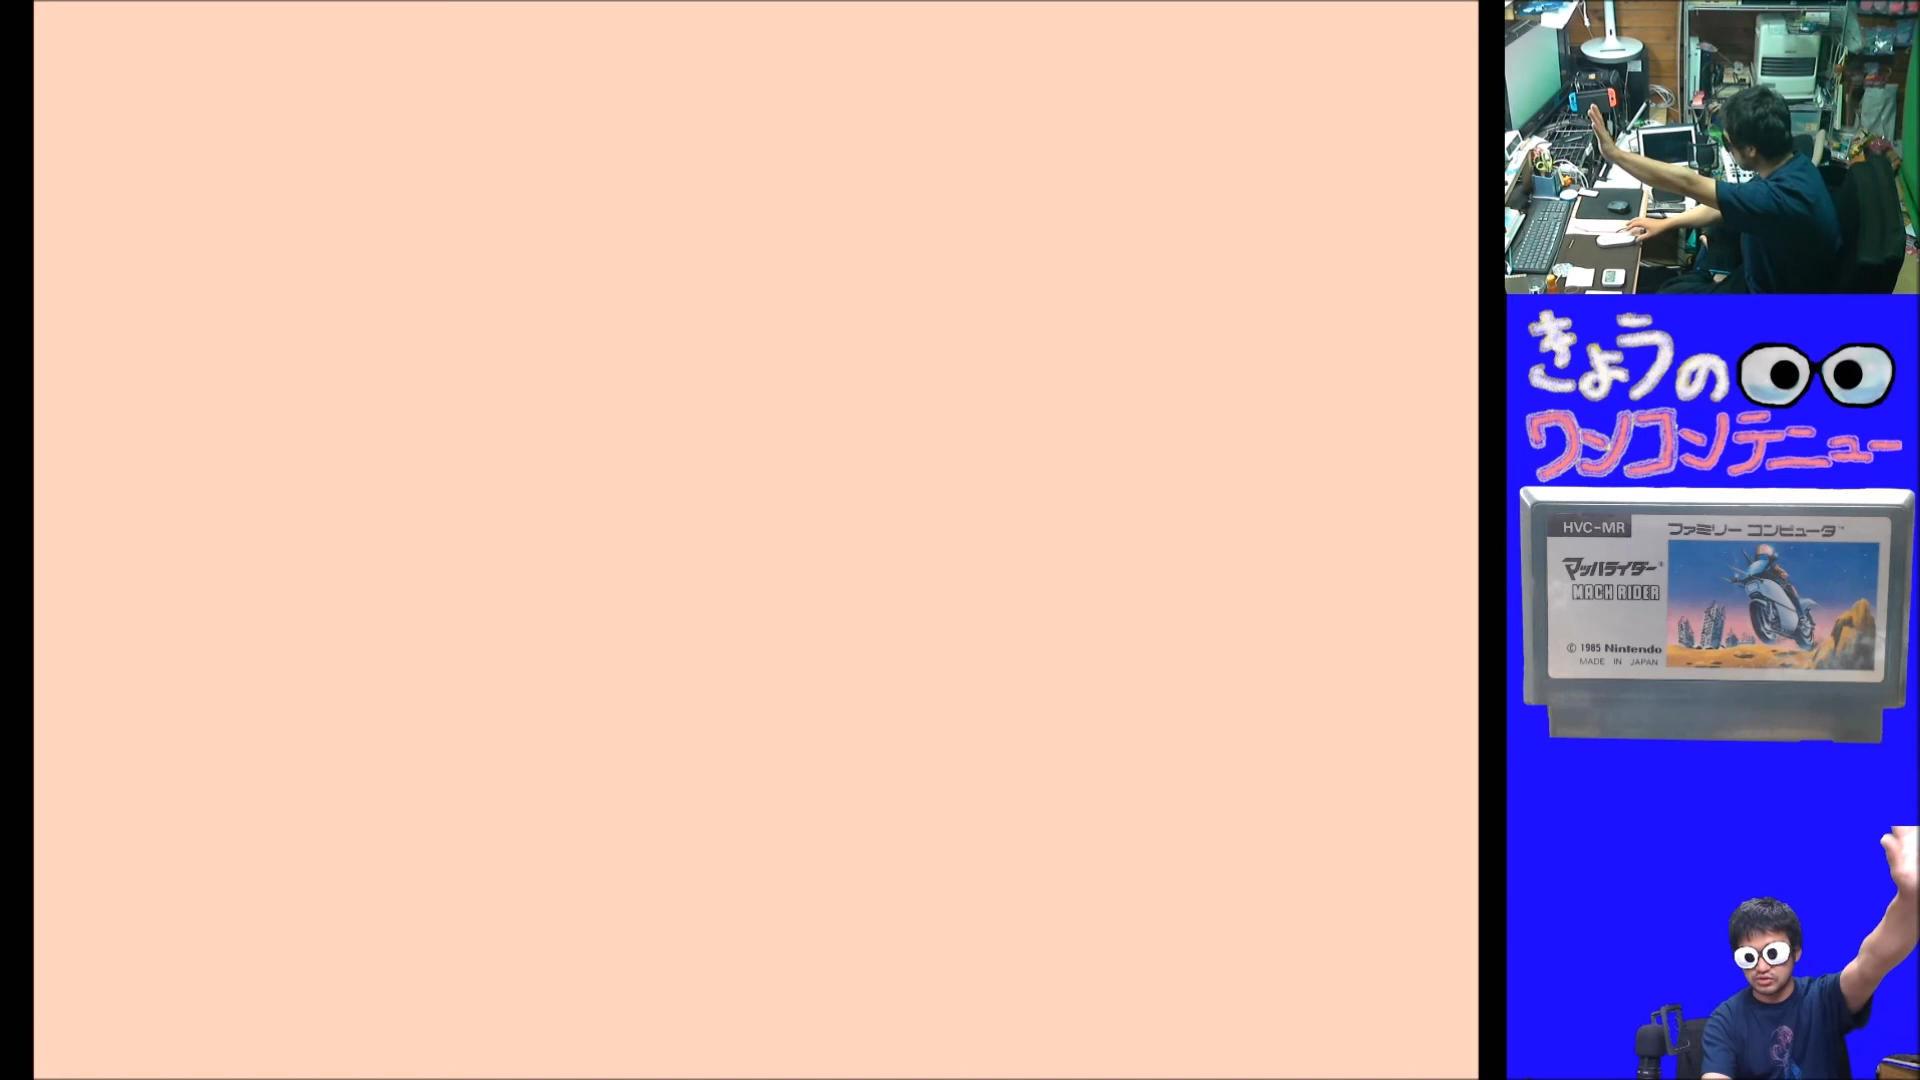 きょうの
ワンコンテニュー
HVC-MR
ファミリー コンピュータ™
マッハライダー®
MACH RIDER
© 1985 Nintendo
MADE IN JAPAN